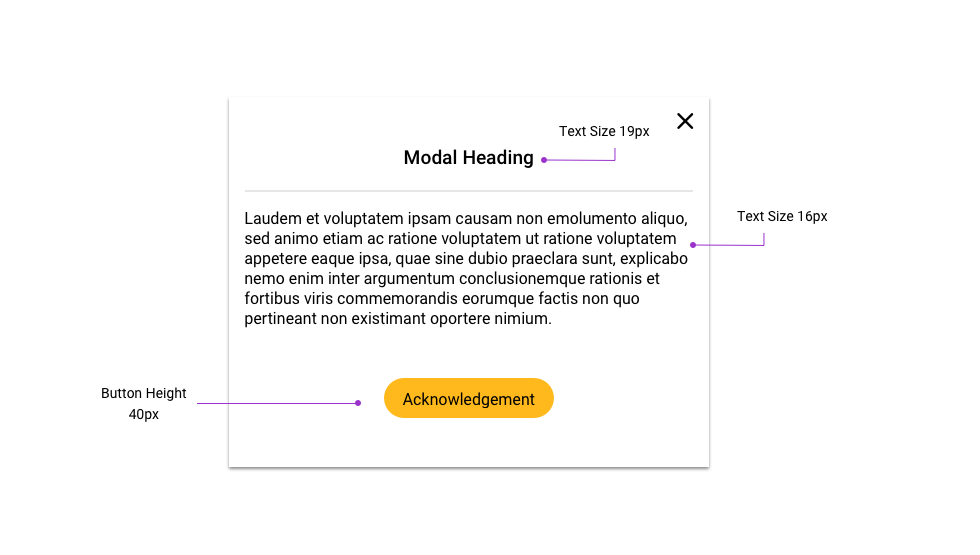 Text Size 19px
Modal Heading
Text Size 16px
Laudem et voluptatem ipsam causam non emolumento aliquo,
sed animo etiam ac ratione voluptatem ut ratione voluptatem
appetere eaque ipsa, quae sine dubio praeclara sunt, explicabo
nemo enim inter argumentum conclusionemque rationis et
fortibus viris commemorandis eorumque factis non quo
pertineant non existimant oportere nimium.
Button Height
40px
Acknowledgement